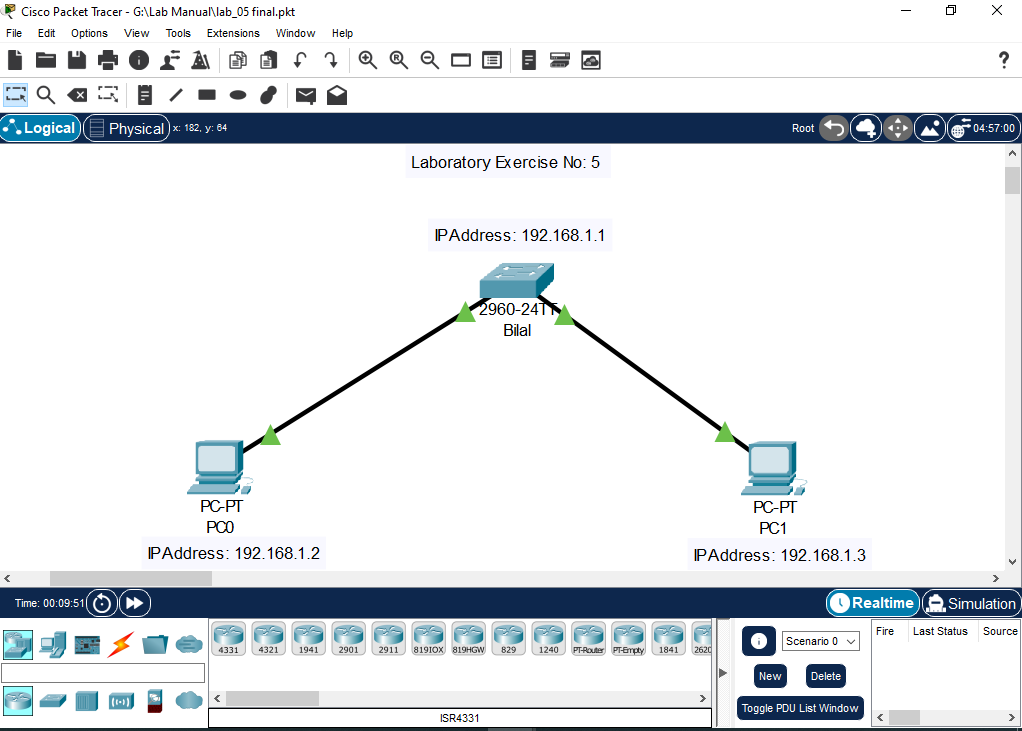 Cisco Packet Tracer - G:\Lab Manual\lab_05 final.pkt
File Edit Options View Tools Extensions Window Help
?
Logical Physical x: 182, y: 64 Root 04:57:00
Laboratory Exercise No: 5
IPAddress: 192.168.1.1
2960-24TT
Bilal
PC-PT
PC0
IPAddress: 192.168.1.2
PC-PT
PC1
IPAddress: 192.168.1.3
Time: 00:09:51 Realtime Simulation
4331 4321 1941 2901 2911 819IOX 819HGW 829 1240 PT-Router PT-Empty 1841 2620
ISR4331
Scenario 0
New Delete
Toggle PDU List Window
Fire Last Status Source